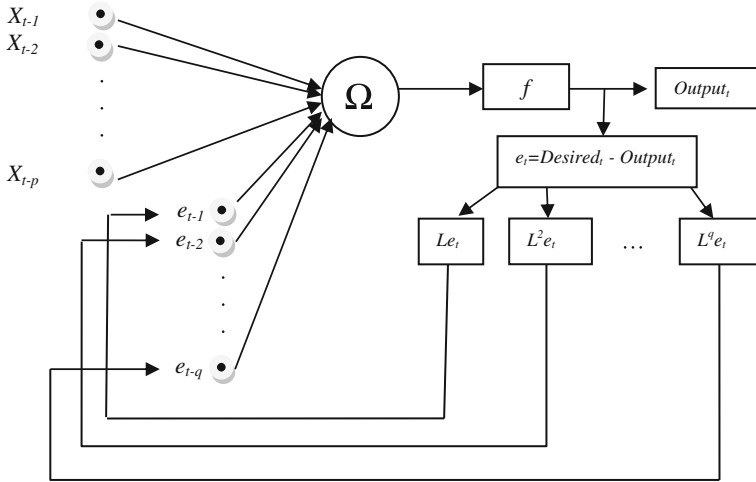 X_{t-1}
X_{t-2}
.
.
.
X_{t-p}
Ω
f
Output_t
e_t=Desired_t - Output_t
e_{t-1}
e_{t-2}
.
.
.
e_{t-q}
Le_t
L^2e_t
...
L^qe_t